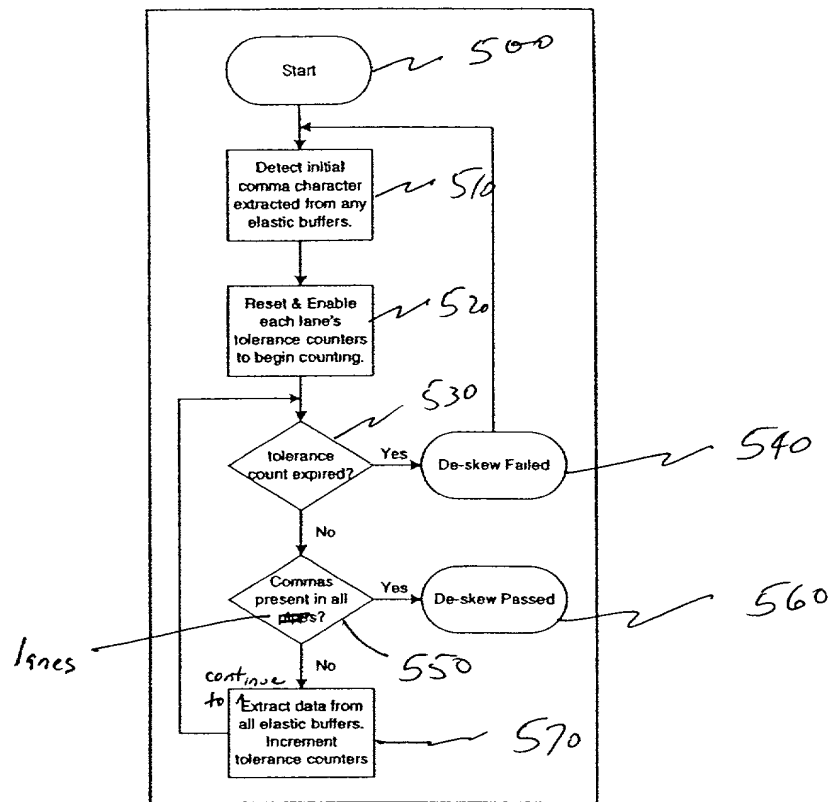 Start
500
Detect initial
comma character
extracted from any
elastic buffers.
510
Reset & Enable
each lane's
tolerance counters
to begin counting.
520
530
tolerance
count expired?
Yes
De-skew Failed
540
No
Commas
present in all
lanes
Yes
De-skew Passed
560
550
No
continue
to
Extract data from
all elastic buffers.
Increment
tolerance counters
570